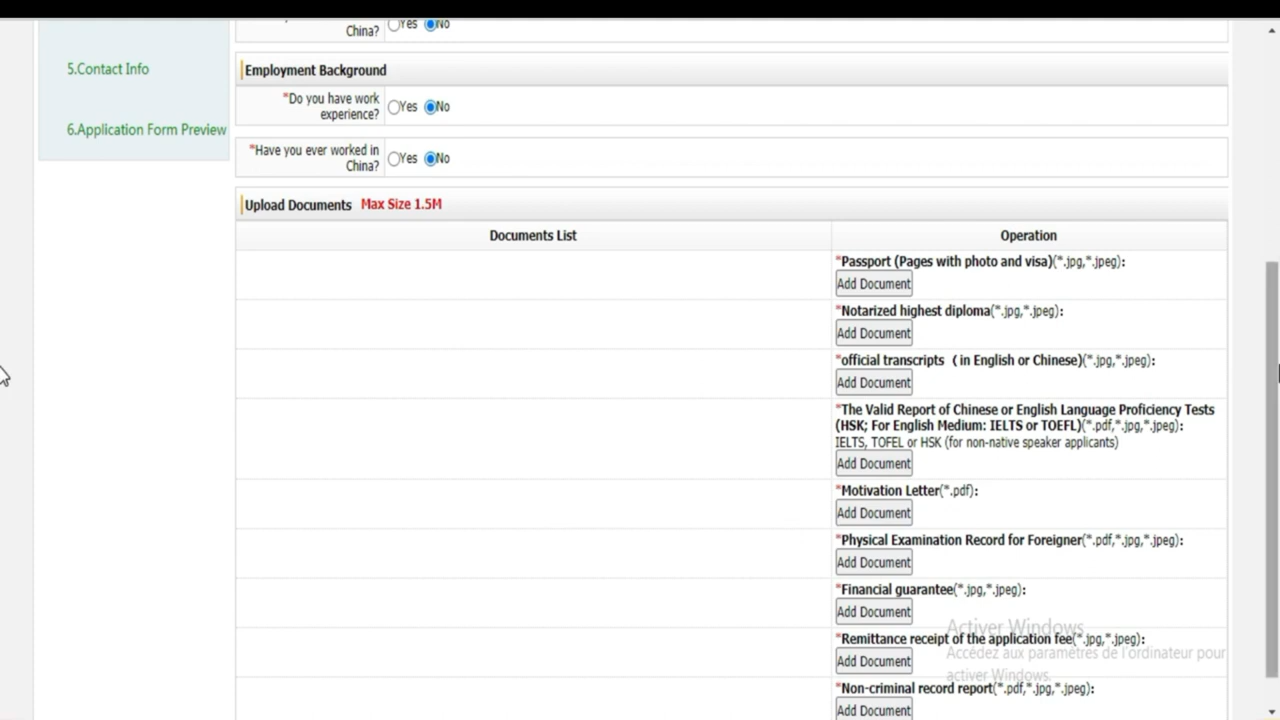 China?
Yes
No
5.Contact Info
Employment Background
*Do you have work
experience?
Yes
No
6.Application Form Preview
*Have you ever worked in
China?
Yes
No
Upload Documents Max Size 1.5M
Documents List
Operation
*Passport (Pages with photo and visa)(*.jpg,*.jpeg):
Add Document
*Notarized highest diploma(*.jpg,*.jpeg):
Add Document
*official transcripts ( in English or Chinese)(*.jpg,*.jpeg):
Add Document
*The Valid Report of Chinese or English Language Proficiency Tests
(HSK; For English Medium: IELTS or TOEFL)(*.pdf,*.jpg,*.jpeg):
IELTS, TOFEL or HSK (for non-native speaker applicants)
Add Document
*Motivation Letter(*.pdf):
Add Document
*Physical Examination Record for Foreigner(*.pdf,*.jpg,*.jpeg):
Add Document
*Financial guarantee(*.jpg,*.jpeg):
Add Document
Activer Windows
*Remittance receipt of the application fee(*.jpg,*.jpeg):
Accédez aux paramètres de l'ordinateur pour
Add Document
activer Windows.
*Non-criminal record report(*.pdf,*.jpg,*.jpeg):
Add Document